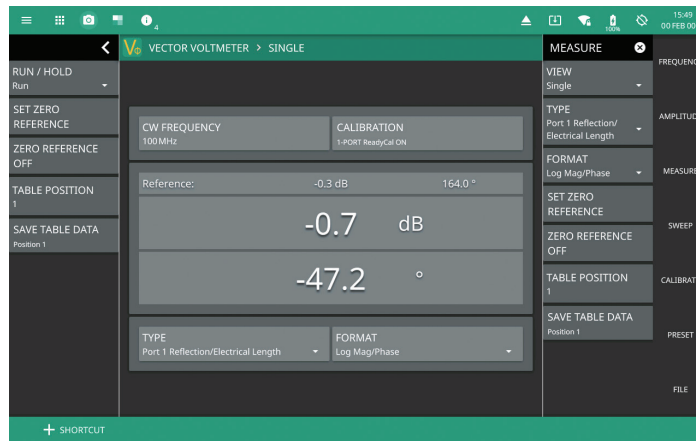 4
100%
15:49
00 FEB 00
VECTOR VOLTMETER > SINGLE
RUN / HOLD
Run
SET ZERO
REFERENCE
ZERO REFERENCE
OFF
TABLE POSITION
1
SAVE TABLE DATA
Position 1
CW FREQUENCY
100 MHz
CALIBRATION
1-PORT ReadyCal ON
Reference: -0.3 dB 164.0 °
-0.7 dB
-47.2 °
TYPE
Port 1 Reflection/Electrical Length
FORMAT
Log Mag/Phase
MEASURE
VIEW
Single
TYPE
Port 1 Reflection/
Electrical Length
FORMAT
Log Mag/Phase
SET ZERO
REFERENCE
ZERO REFERENCE
OFF
TABLE POSITION
1
SAVE TABLE DATA
Position 1
FREQUENC
AMPLITUD
MEASURE
SWEEP
CALIBRAT
PRESET
FILE
+ SHORTCUT